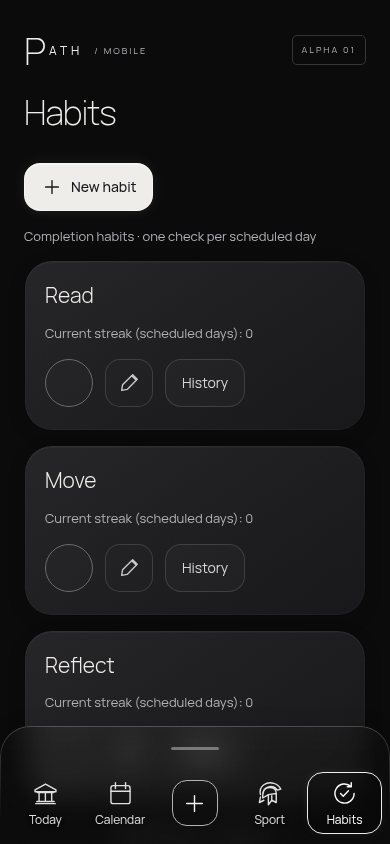 PATH / MOBILE ALPHA 01
Habits
New habit
Completion habits · one check per scheduled day
Read
Current streak (scheduled days): 0
History
Move
Current streak (scheduled days): 0
History
Reflect
Current streak (scheduled days): 0
Today Calendar Sport Habits